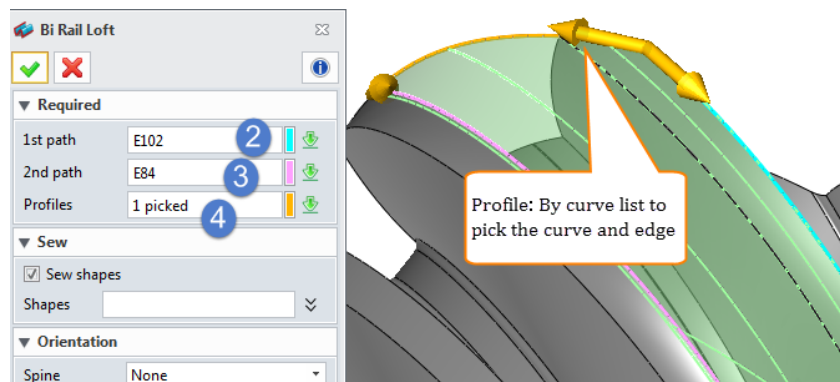 Bi Rail Loft
Required
1st path E102 2
2nd path E84 3
Profiles 1 picked 4
Sew
Sew shapes
Shapes
Orientation
Spine None
Profile: By curve list to
pick the curve and edge